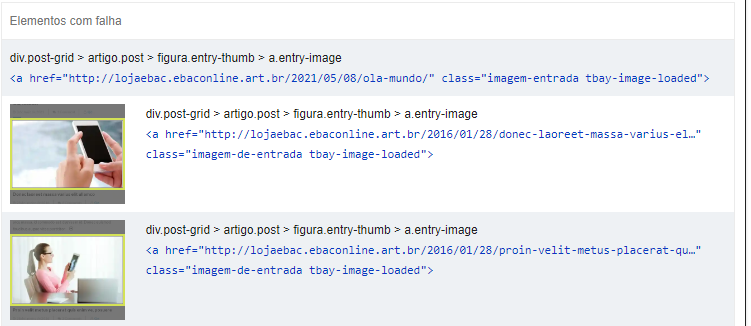 Elementos com falha
div.post-grid > artigo.post > figura.entry-thumb > a.entry-image
<a href="http://lojaebac.ebaconline.art.br/2021/05/08/ola-mundo/" class="imagem-entrada tbay-image-loaded">
div.post-grid > artigo.post > figura.entry-thumb > a.entry-image
<a href="http://lojaebac.ebaconline.art.br/2016/01/28/donec-laoreet-massa-varius-el…"
class="imagem-de-entrada tbay-image-loaded">
div.post-grid > artigo.post > figura.entry-thumb > a.entry-image
<a href="http://lojaebac.ebaconline.art.br/2016/01/28/proin-velit-metus-placerat-qu…"
class="imagem-de-entrada tbay-image-loaded">